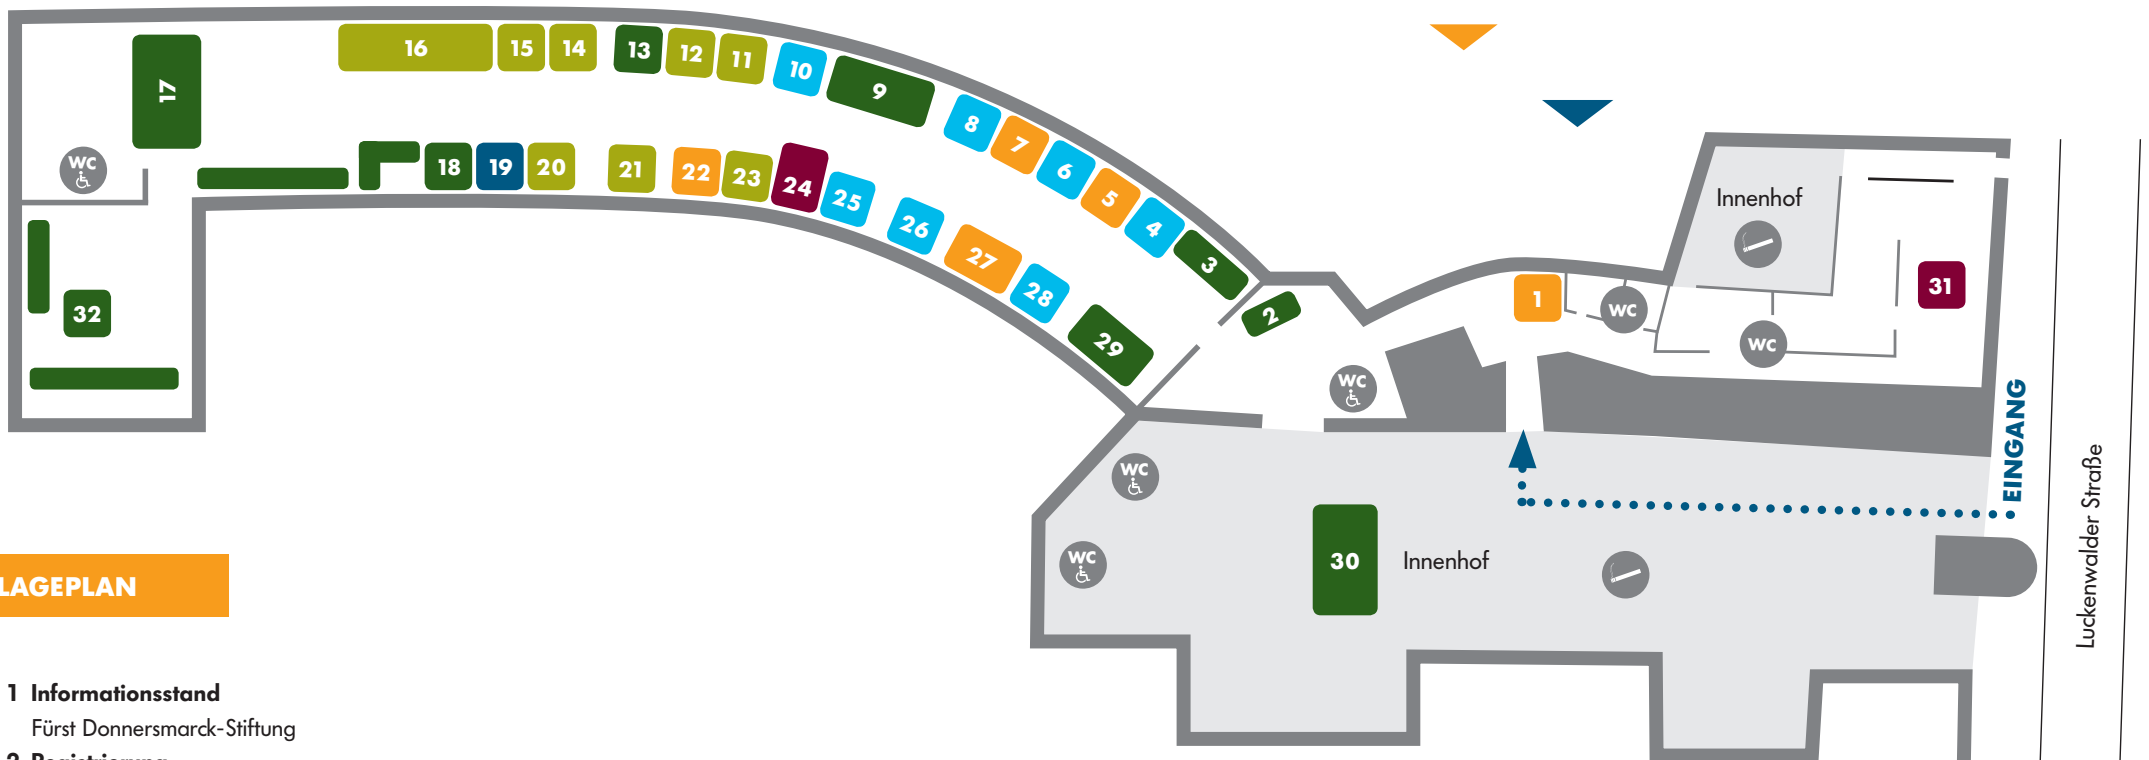 16
15
14
13
12
11
10
9
8
7
6
5
4
3
2
1
17
WC
18
19
20
21
22
23
24
25
26
27
28
29
32
Innenhof
31
WC
WC
WC
WC
WC
30
Innenhof
EINGANG
Luckenwalder Straße
LAGEPLAN
1 Informationsstand
Fürst Donnersmarck-Stiftung
2 Registrierung